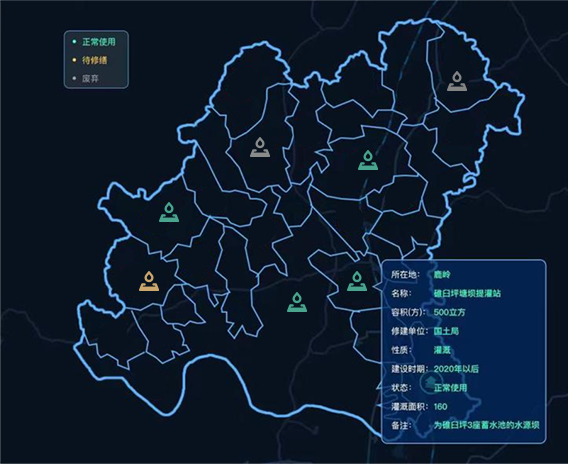 正常使用
待修缮
废弃
所在地： 鹿岭
名称： 碓臼坪塘坝提灌站
容积(方)： 500立方
修建单位： 国土局
性质： 灌溉
建设时期： 2020年以后
状态： 正常使用
灌溉面积： 160
备注： 为碓臼坪3座蓄水池的水源坝